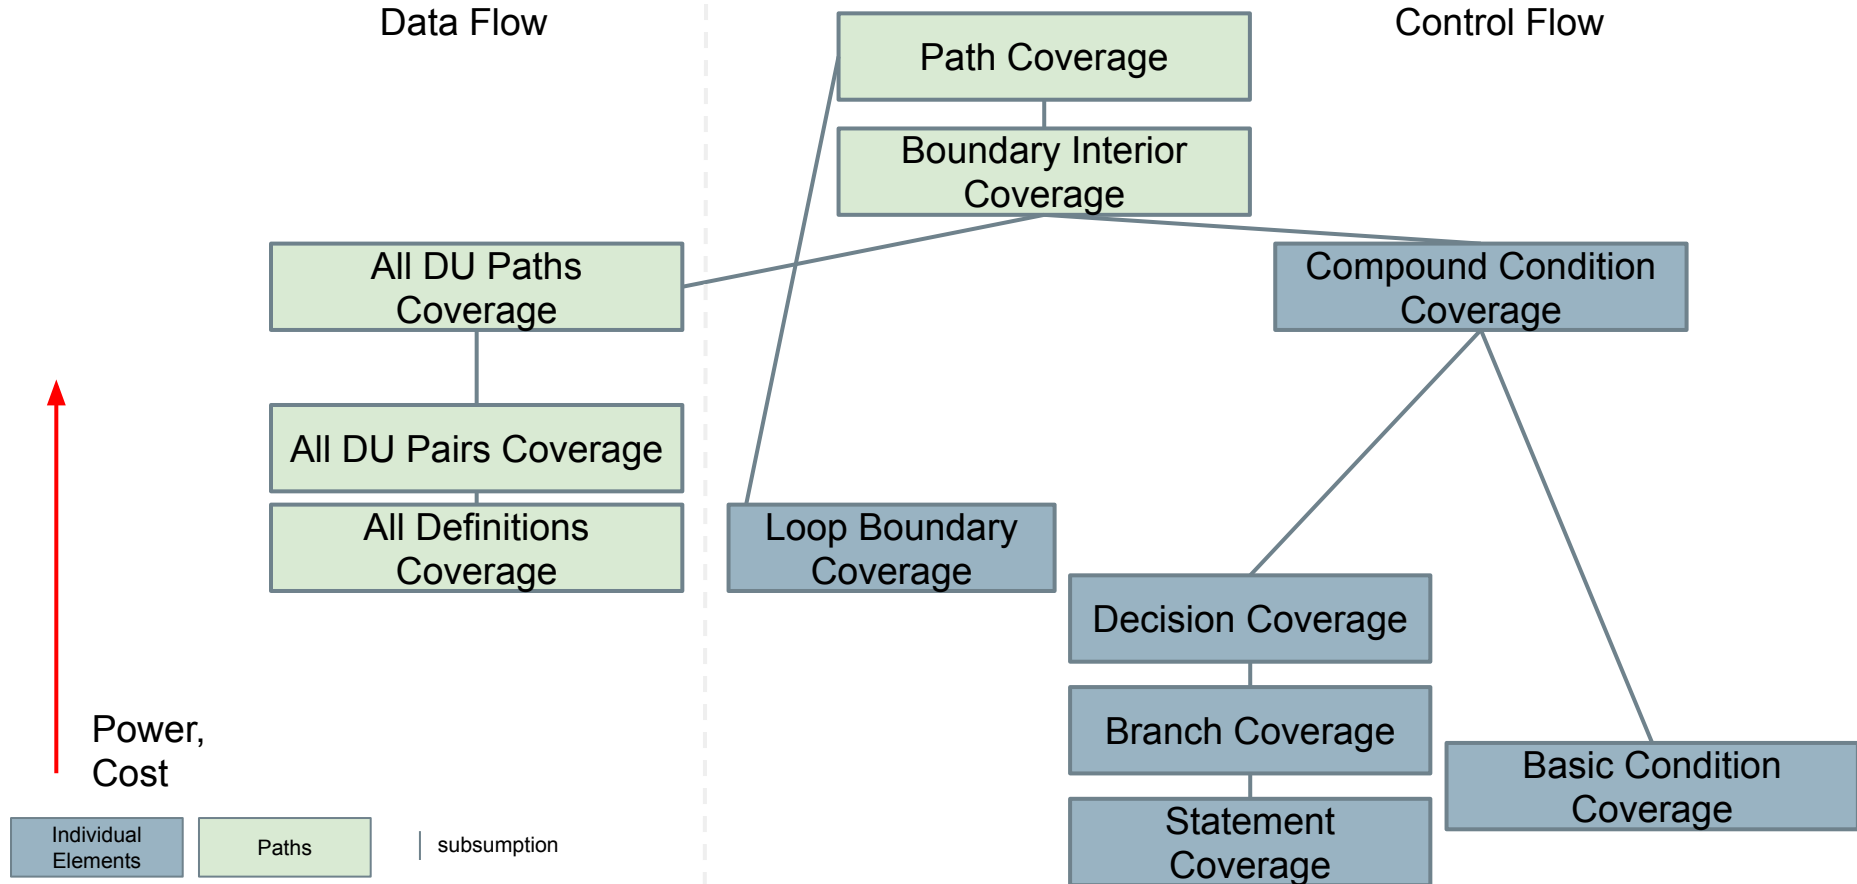 Data Flow
Control Flow
Path Coverage
Boundary Interior
Coverage
All DU Paths
Coverage
Compound Condition
Coverage
All DU Pairs Coverage
All Definitions
Coverage
Loop Boundary
Coverage
Decision Coverage
Branch Coverage
Basic Condition
Coverage
Statement
Coverage
Power,
Cost
Individual
Elements
Paths
subsumption